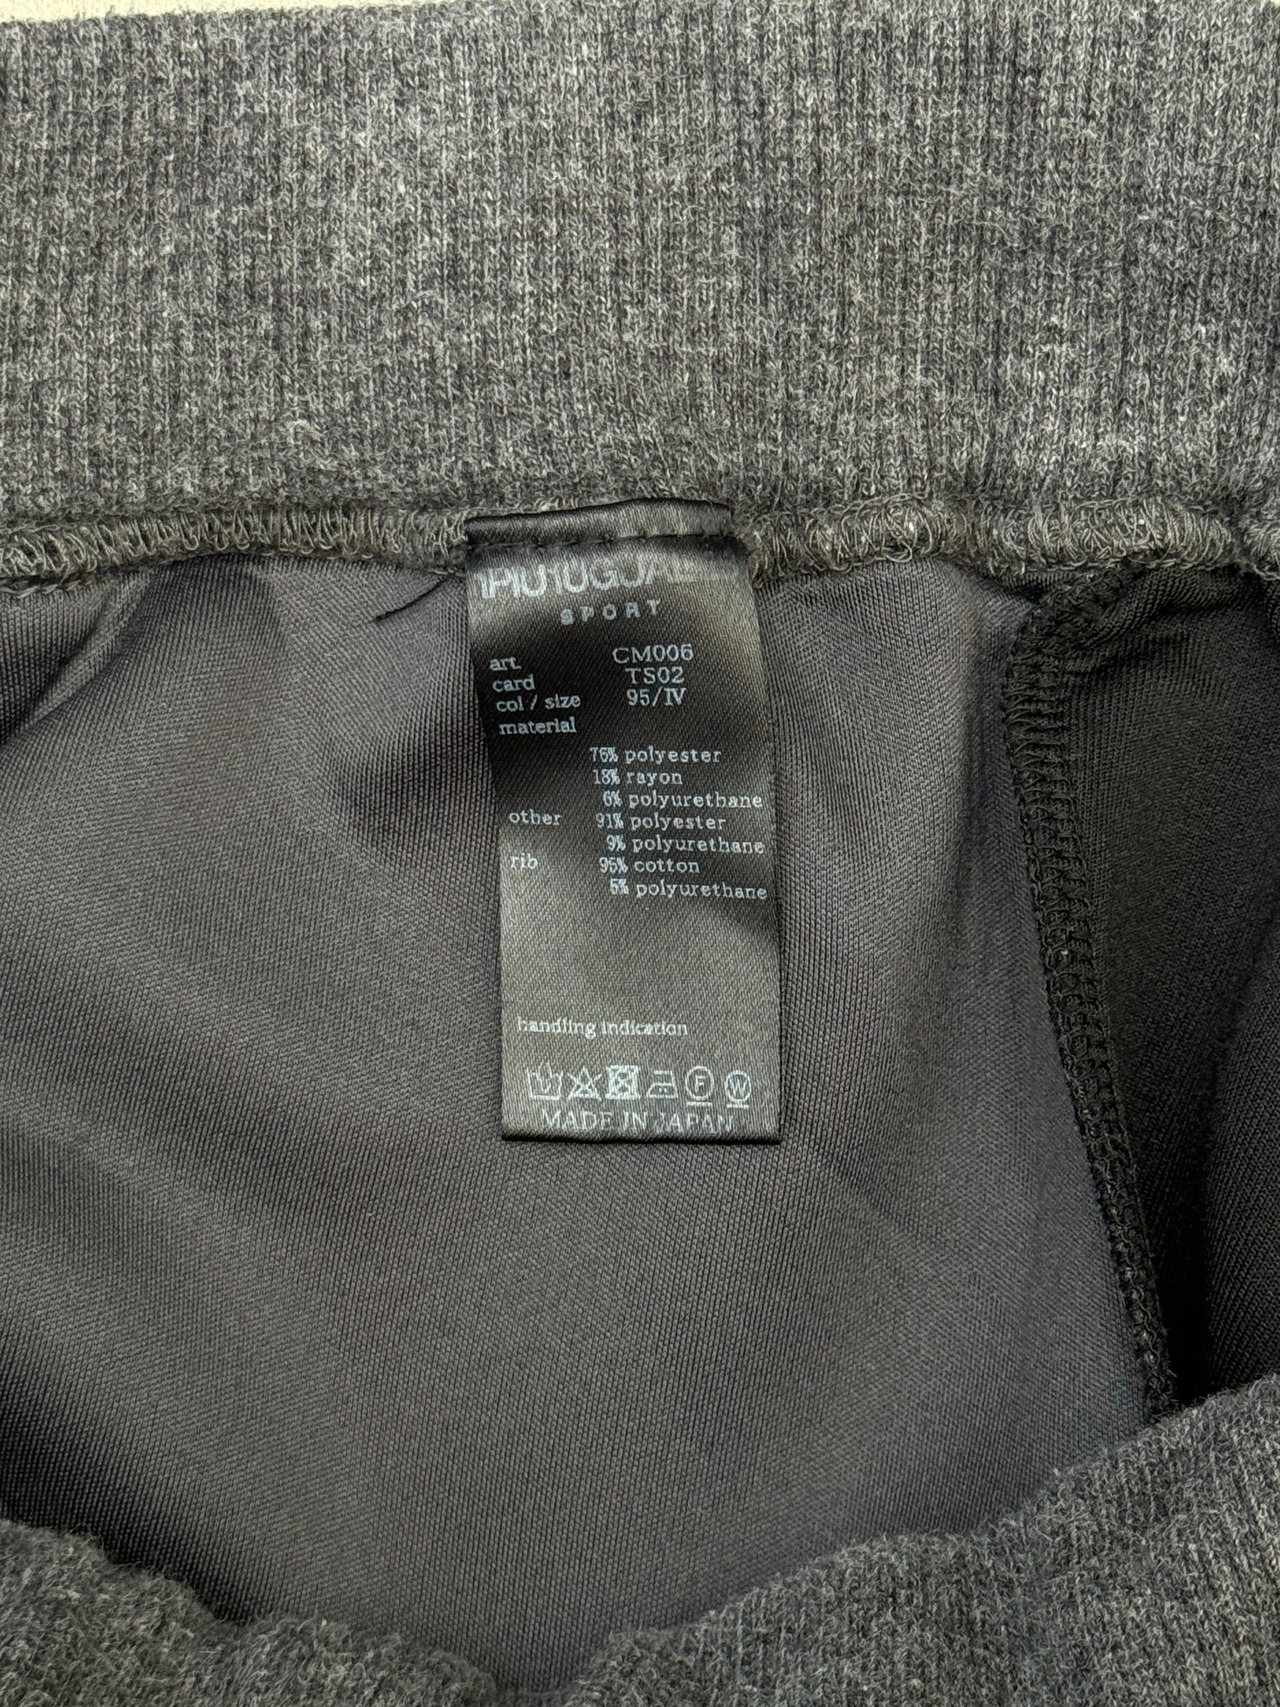 SPORT
art. CM006
card TS02
col / size 95/IV
material
76% polyester
18% rayon
6% polyurethane
other 91% polyester
9% polyurethane
rib 95% cotton
5% polyurethane
handling indication
F W
MADE IN JAPAN